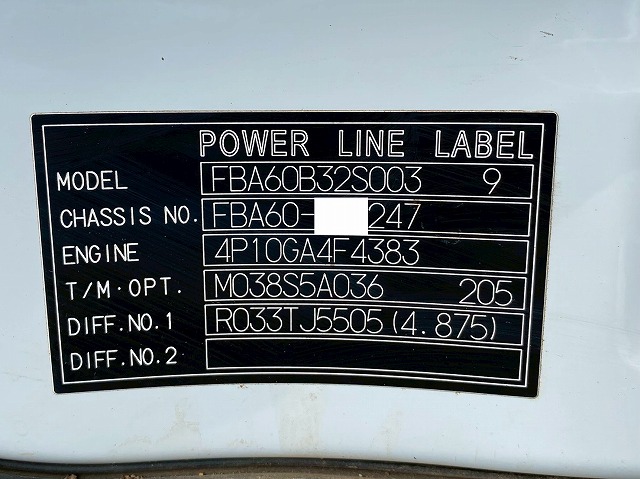 POWER LINE LABEL
MODEL FBA60B32S003 9
CHASSIS NO. FBA60- 247
ENGINE 4P10GA4F4383
T/M·OPT. M038S5A036 205
DIFF.NO.1 R033TJ5505(4.875)
DIFF.NO.2